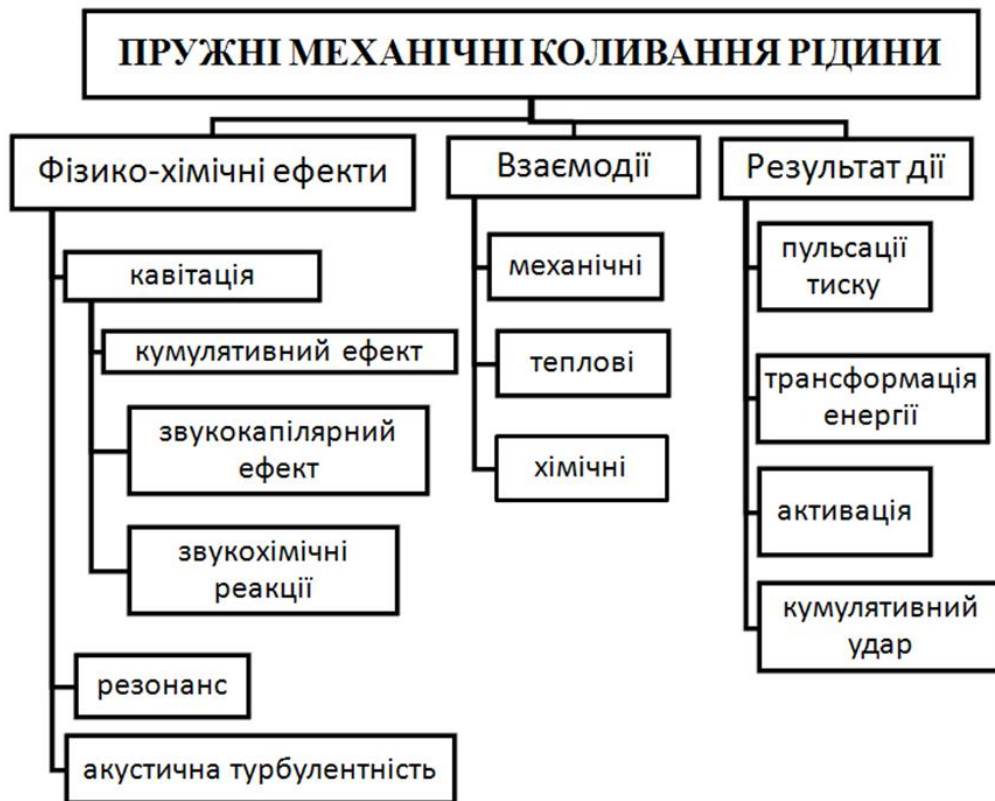 ПРУЖНІ МЕХАНІЧНІ КОЛИВАННЯ РІДИНИ
Фізико-хімічні ефекти
кавітація
кумулятивний ефект
звукокапілярний
ефект
звукохімічні
реакції
резонанс
акустична турбулентність
Взаємодії
механічні
теплові
хімічні
Результат дії
пульсації
тиску
трансформація
енергії
активація
кумулятивний
удар